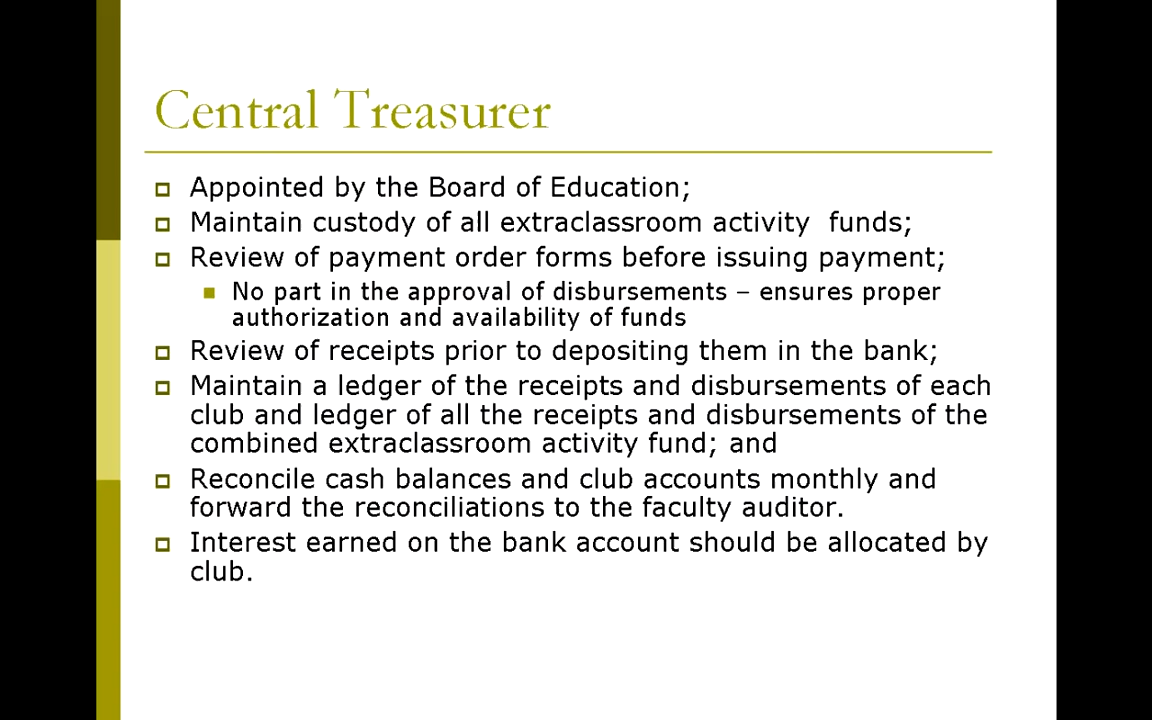 Central Treasurer
Appointed by the Board of Education;
Maintain custody of all extraclassroom activity  funds;
Review of payment order forms before issuing payment;
No part in the approval of disbursements – ensures proper
authorization and availability of funds
Review of receipts prior to depositing them in the bank;
Maintain a ledger of the receipts and disbursements of each
club and ledger of all the receipts and disbursements of the
combined extraclassroom activity fund; and
Reconcile cash balances and club accounts monthly and
forward the reconciliations to the faculty auditor.
Interest earned on the bank account should be allocated by
club.